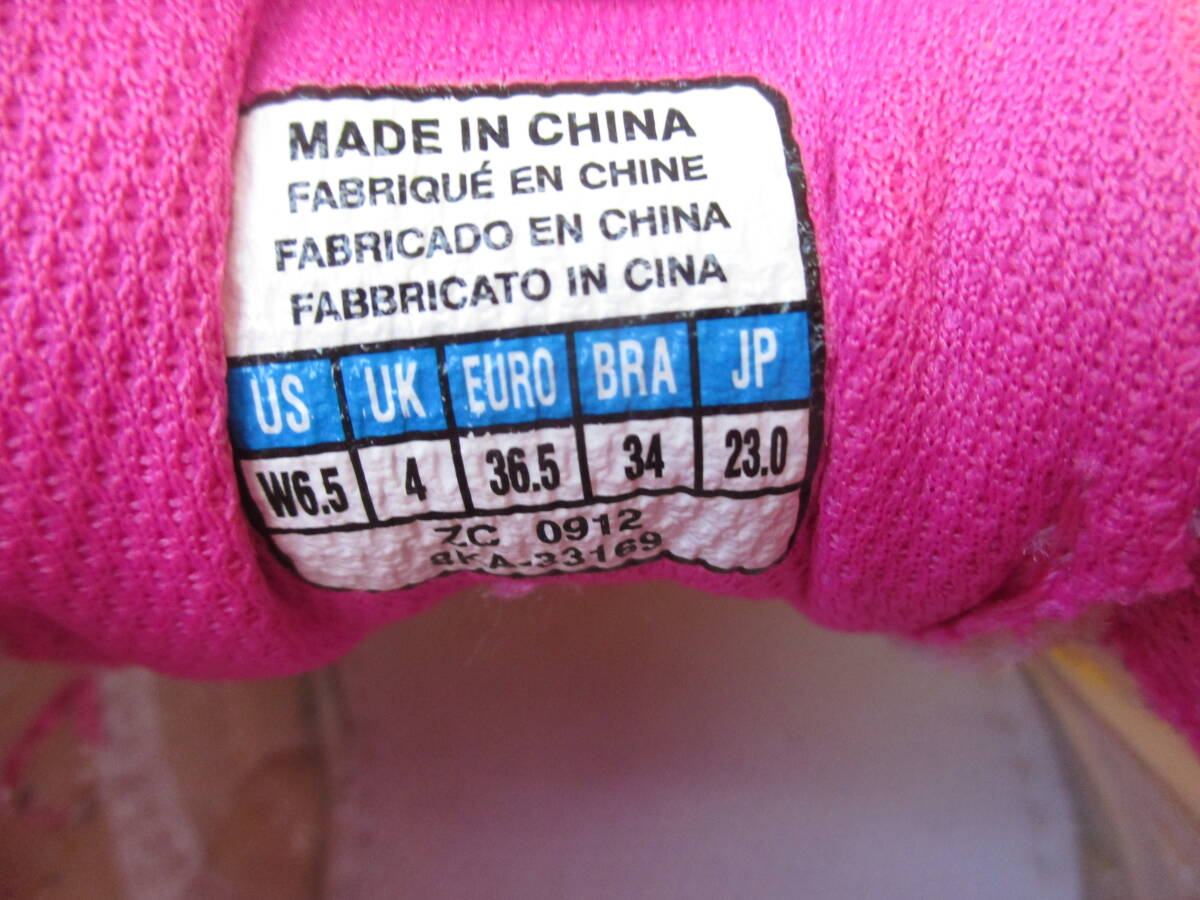 MADE IN CHINA
FABRIQUÉ EN CHINE
FABRICADO EN CHINA
FABBRICATO IN CINA
US UK EURO BRA JP
W6.5 4 36.5 34 23.0
ZC 0912